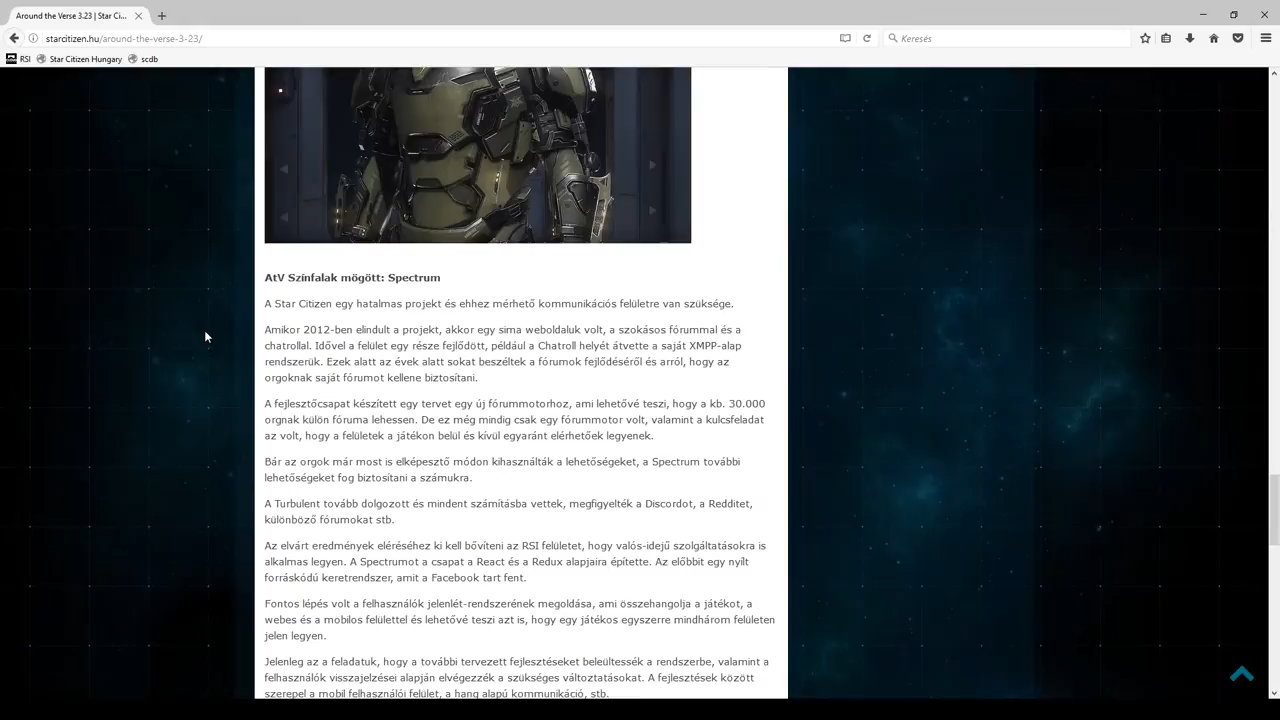 Around the Verse 3.23 | Star Ci...
starcitizen.hu/around-the-verse-3-23/
Keresés
RSI Star Citizen Hungary scdb
AtV Színfalak mögött: Spectrum
A Star Citizen egy hatalmas projekt és ehhez mérhető kommunikációs felületre van szüksége.
Amikor 2012-ben elindult a projekt, akkor egy sima weboldaluk volt, a szokásos fórummal és a
chatrollal. Idővel a felület egy része fejlődött, például a Chatroll helyét átvette a saját XMPP-alap
rendszerük. Ezek alatt az évek alatt sokat beszéltek a fórumok fejlődéséről és arról, hogy az
orgoknak saját fórumot kellene biztosítani.
A fejlesztőcsapat készített egy tervet egy új fórummotorhoz, ami lehetővé teszi, hogy a kb. 30.000
orgnak külön fóruma lehessen. De ez még mindig csak egy fórummotor volt, valamint a kulcsfeladat
az volt, hogy a felületek a játékon belül és kívül egyaránt elérhetőek legyenek.
Bár az orgok már most is elképesztő módon kihasználták a lehetőségeket, a Spectrum további
lehetőségeket fog biztosítani a számukra.
A Turbulent tovább dolgozott és mindent számításba vettek, megfigyelték a Discordot, a Redditet,
különböző fórumokat stb.
Az elvárt eredmények eléréséhez ki kell bővíteni az RSI felületet, hogy valós-idejű szolgáltatásokra is
alkalmas legyen. A Spectrumot a csapat a React és a Redux alapjaira építette. Az előbbit egy nyílt
forráskódú keretrendszer, amit a Facebook tart fent.
Fontos lépés volt a felhasználók jelenlét-rendszerének megoldása, ami összehangolja a játékot, a
webes és a mobilos felülettel és lehetővé teszi azt is, hogy egy játékos egyszerre mindhárom felületen
jelen legyen.
Jelenleg az a feladatuk, hogy a további tervezett fejlesztéseket beleültessék a rendszerbe, valamint a
felhasználók visszajelzései alapján elvégezzék a szükséges változtatásokat. A fejlesztések között
szerepel a mobil felhasználói felület, a hang alapú kommunikáció, stb.